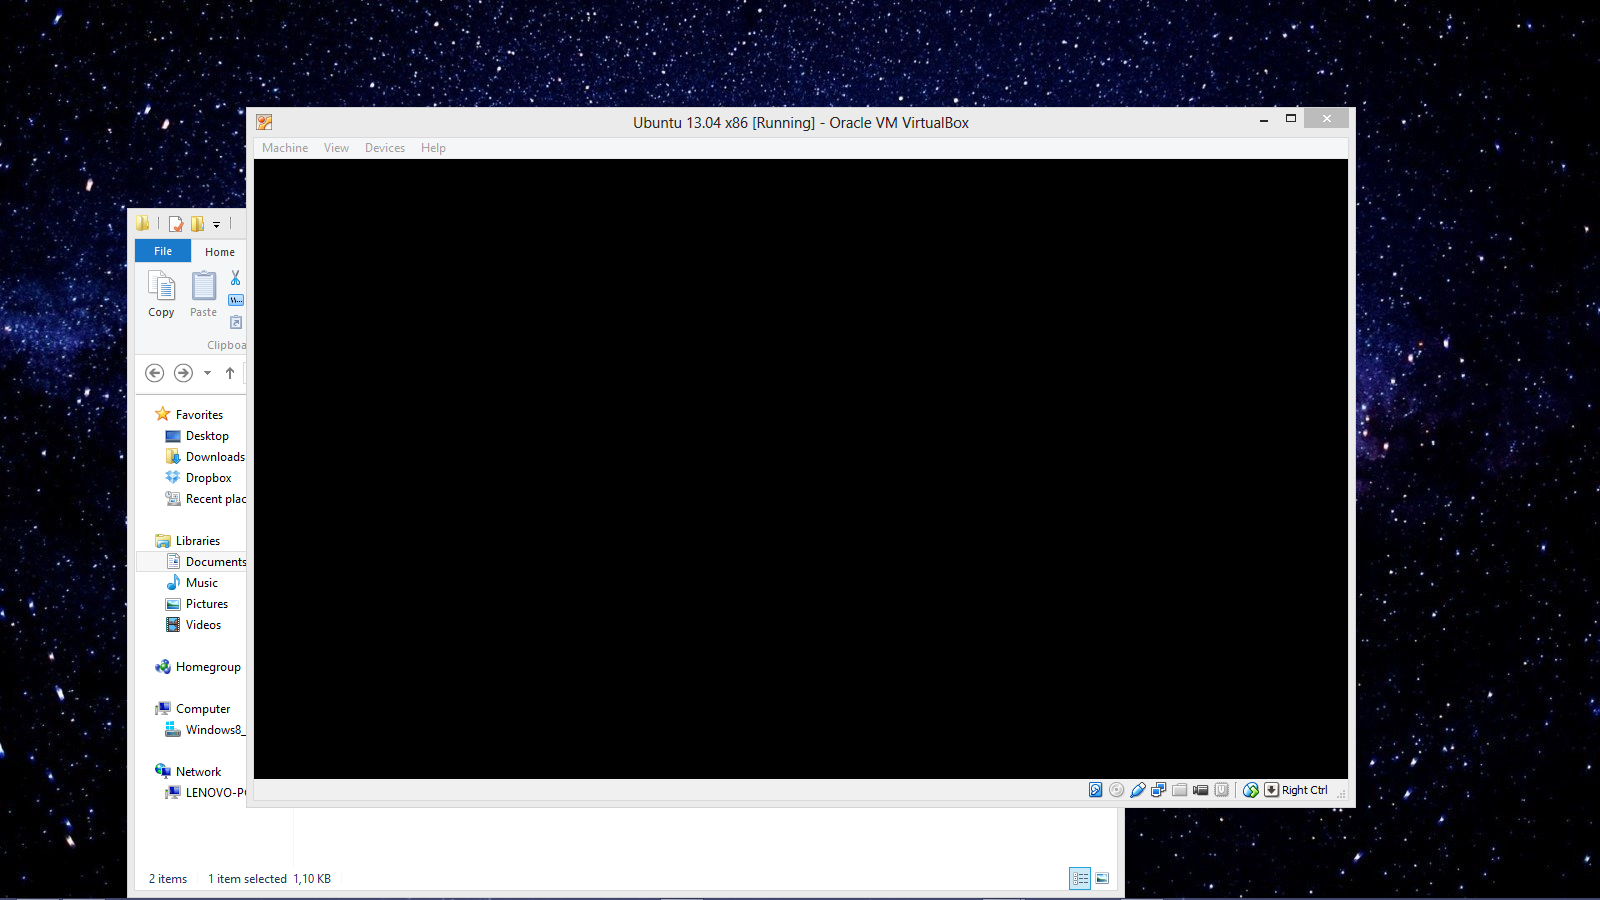 Ubuntu 13.04 x86 [Running] - Oracle VM VirtualBox
Machine View Devices Help
File Home
Copy Paste
Favorites
Desktop
Downloads
Dropbox
Recent plac
Libraries
Documents
Music
Pictures
Videos
Homegroup
Computer
Windows8_
Network
LENOVO-P
Right Ctrl
2 items 1 item selected 1,10 KB